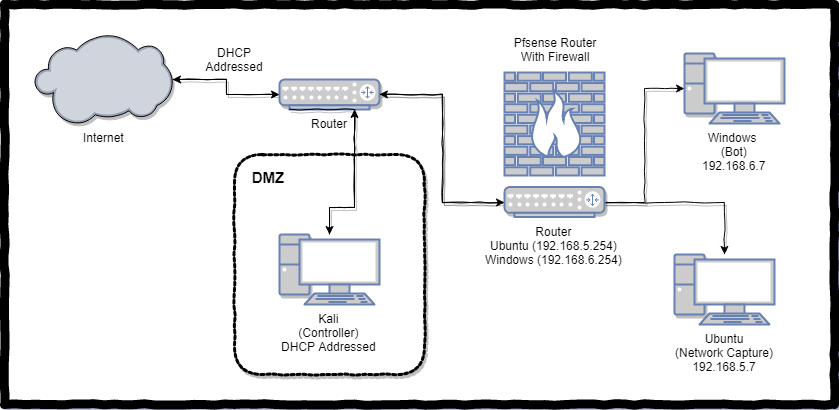 DHCP
Addressed
Internet
Router
Pfsense Router
With Firewall
Windows
(Bot)
192.168.6.7
DMZ
Router
Ubuntu (192.168.5.254)
Windows (192.168.6.254)
Kali
(Controller)
DHCP Addressed
Ubuntu
(Network Capture)
192.168.5.7